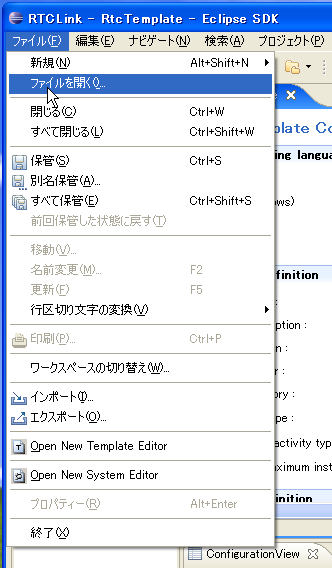 RTCLink - RtcTemplate - Eclipse SDK
ファイル(F) 編集(E) ナビゲート(N) 検索(A) プロジェクト(P)
新規(N) Alt+Shift+N
ファイルを開く(.)...
閉じる(C) Ctrl+W
すべて閉じる(L) Ctrl+Shift+W
保管(S) Ctrl+S
別名保管(A)...
すべて保管(E) Ctrl+Shift+S
前回保管した状態に戻す(T)
移動(V)...
名前変更(M)... F2
更新(F) F5
行区切り文字の変換(V)
印刷(P)... Ctrl+P
ワークスペースの切り替え(W)...
インポート(I)...
エクスポート(O)...
Open New Template Editor
Open New System Editor
プロパティー(R) Alt+Enter
終了(X)
plate Co
ng langua
ows)
finition
:
ption :
:
:
ory :
pe :
activity typ
aximum inst
finition
ConfigurationView